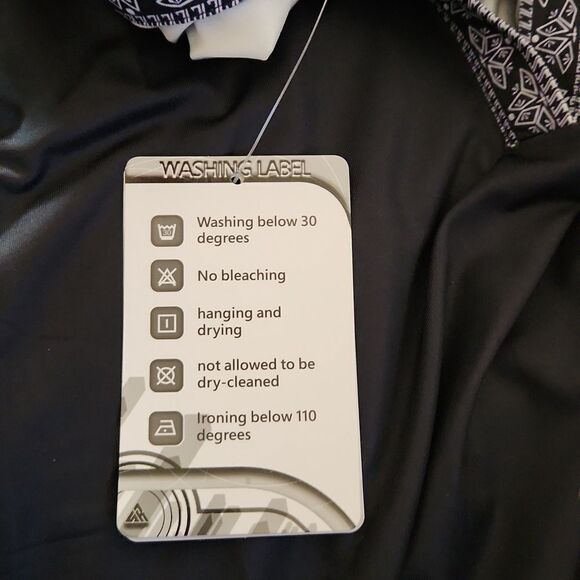 WASHING LABEL
Washing below 30
degrees
No bleaching
hanging and
drying
not allowed to be
dry-cleaned
Ironing below 110
degrees